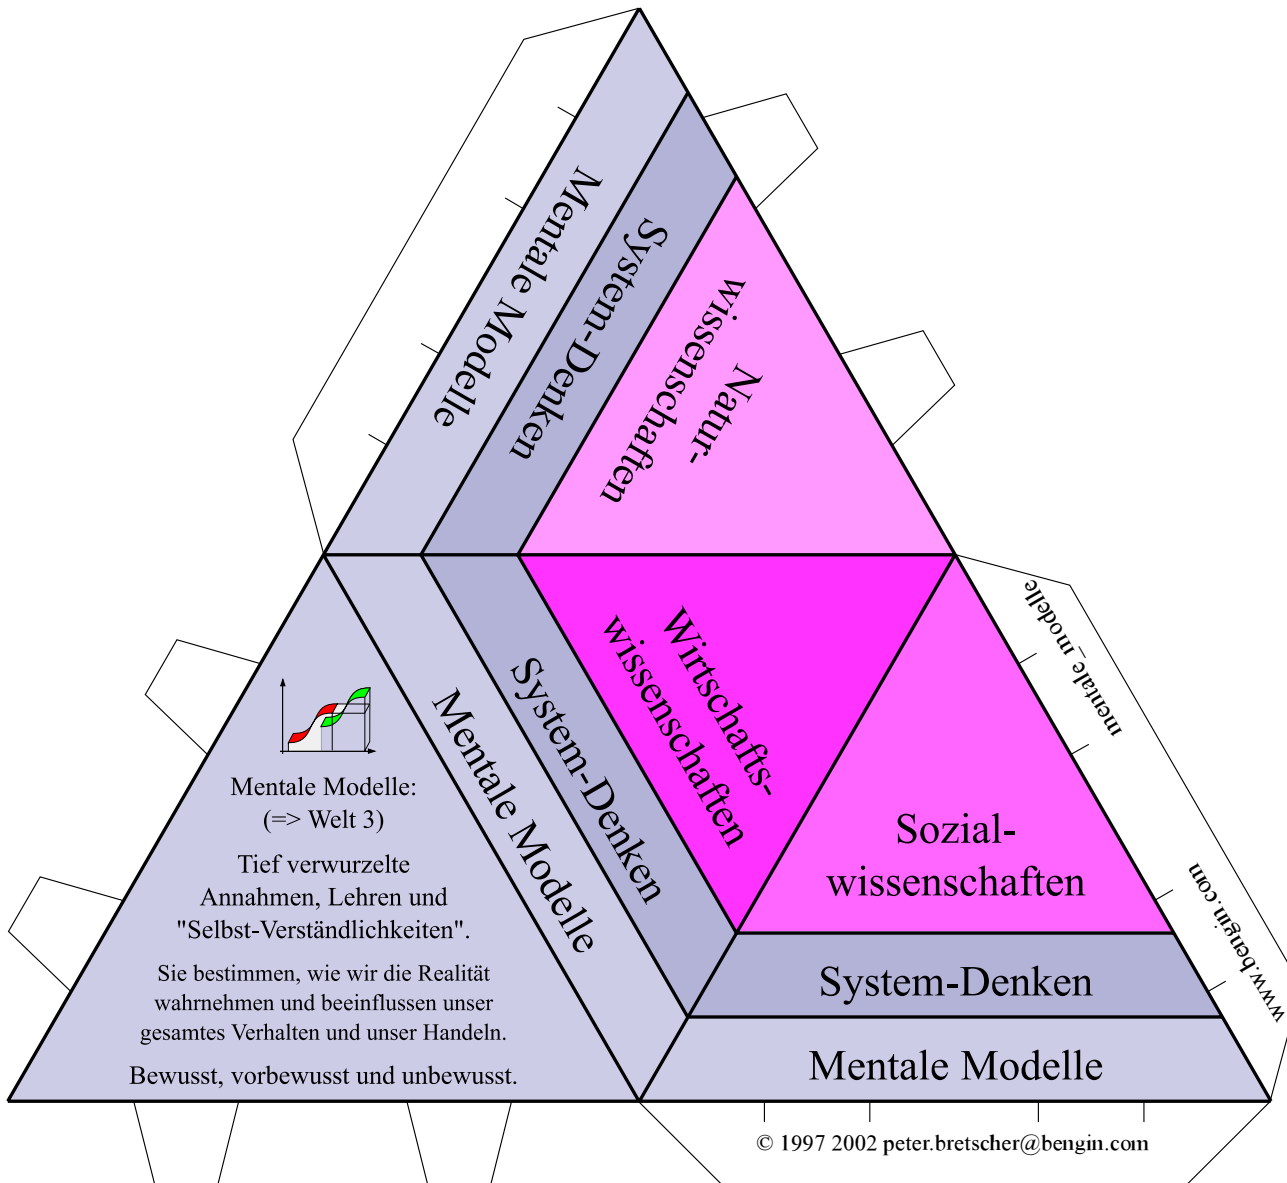 Mentale Modelle
System-Denken
Natur-
wissenschaften
Wirtschafts-
wissenschaften
System-Denken
Mentale Modelle
Mentale Modelle:
(=> Welt 3)
Tief verwurzelte
Annahmen, Lehren und
"Selbst-Verständlichkeiten".
Sie bestimmen, wie wir die Realität
wahrnehmen und beeinflussen unser
gesamtes Verhalten und unser Handeln.
Bewusst, vorbewusst und unbewusst.
Sozial-
wissenschaften
System-Denken
Mentale Modelle
mentale_modelle
www.bengin.com
© 1997 2002 peter.bretscher@bengin.com